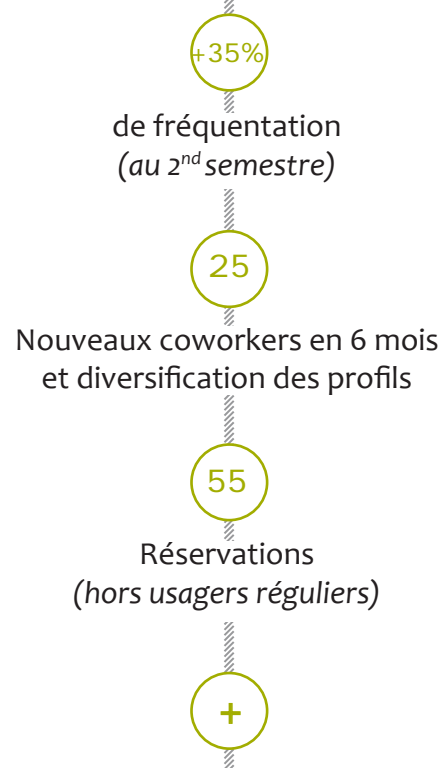 +35%
de fréquentation
(au 2nd semestre)
25
Nouveaux coworkers en 6 mois
et diversification des profils
55
Réservations
(hors usagers réguliers)
+